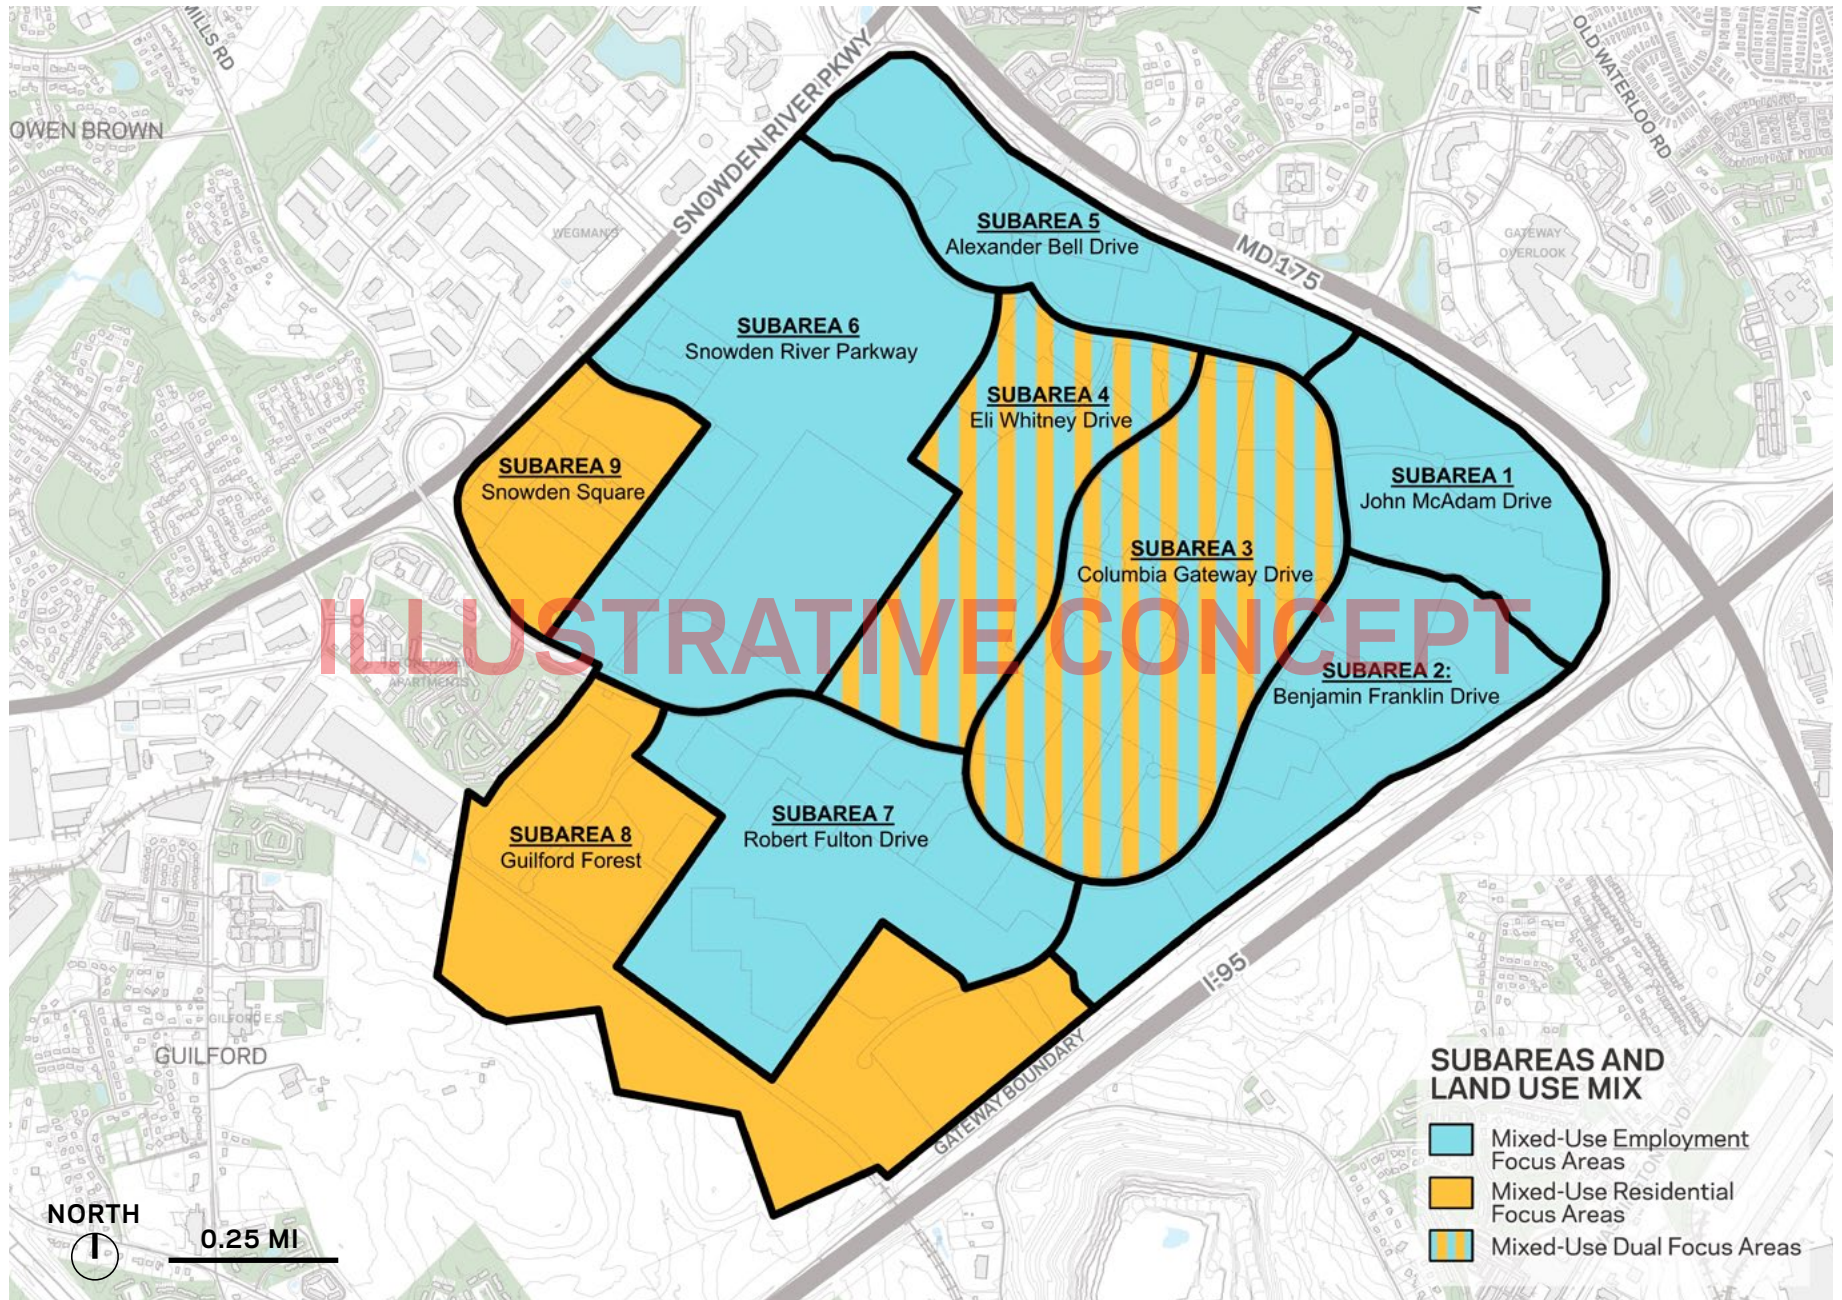 MILLS RD
OWEN BROWN
SNOWDEN RIVER PKWY
WEGMAN'S
OLD WATERLOO RD
GATEWAY
OVERLOOK
MD 175
SUBAREA 5
Alexander Bell Drive
SUBAREA 6
Snowden River Parkway
SUBAREA 4
Eli Whitney Drive
SUBAREA 9
Snowden Square
SUBAREA 1
John McAdam Drive
SUBAREA 3
Columbia Gateway Drive
ILLUSTRATIVE CONCEPT
APARTMENTS
SUBAREA 2:
Benjamin Franklin Drive
SUBAREA 7
Robert Fulton Drive
SUBAREA 8
Guilford Forest
I-95
GILFORD E.S.
GUILFORD
GATEWAY BOUNDARY
SUBAREAS AND
LAND USE MIX
Mixed-Use Employment
Focus Areas
Mixed-Use Residential
Focus Areas
Mixed-Use Dual Focus Areas
NORTH
0.25 MI